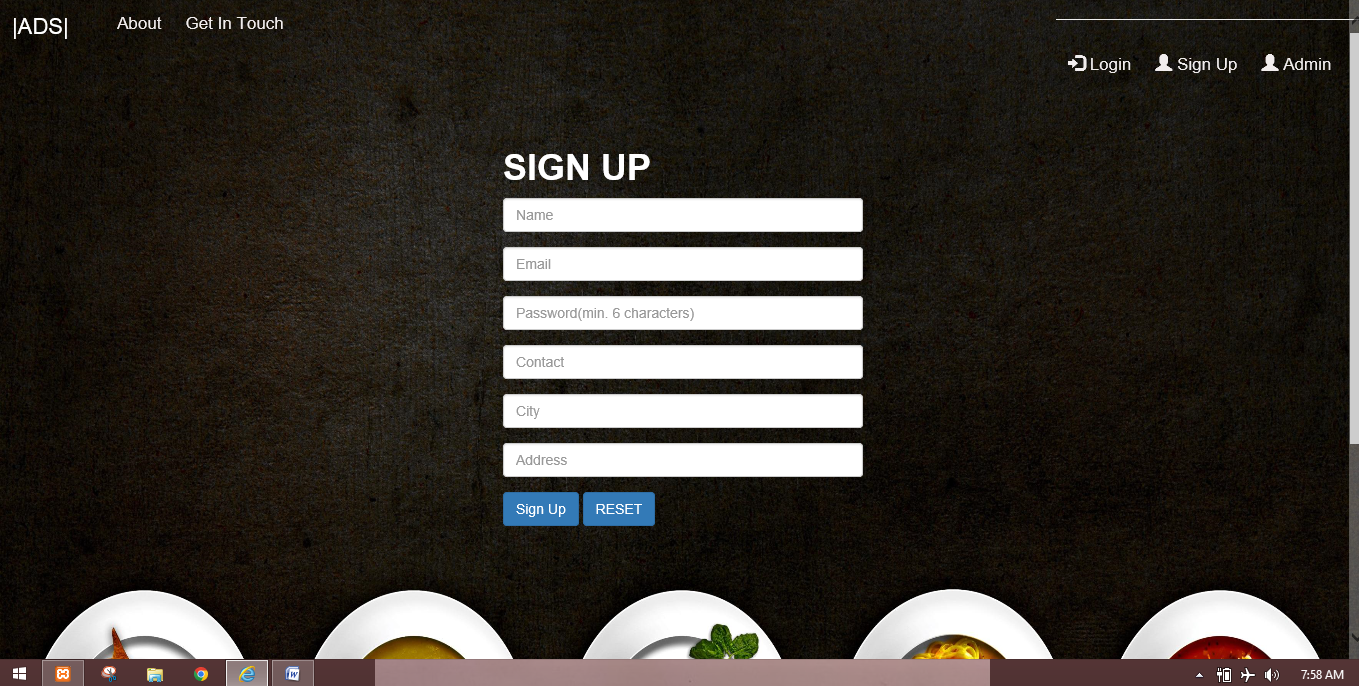 |ADS| About Get In Touch
Login Sign Up Admin
SIGN UP
Name
Email
Password(min. 6 characters)
Contact
City
Address
Sign Up RESET
7:58 AM